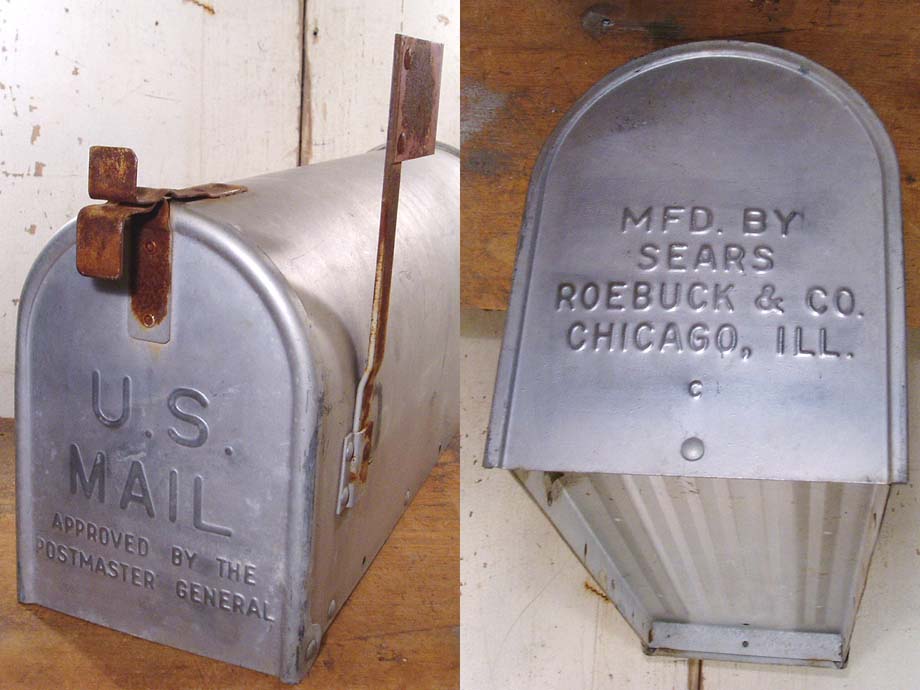 U.S.
MAIL
APPROVED BY THE
POSTMASTER GENERAL
MFD. BY
SEARS
ROEBUCK & CO.
CHICAGO, ILL.
C